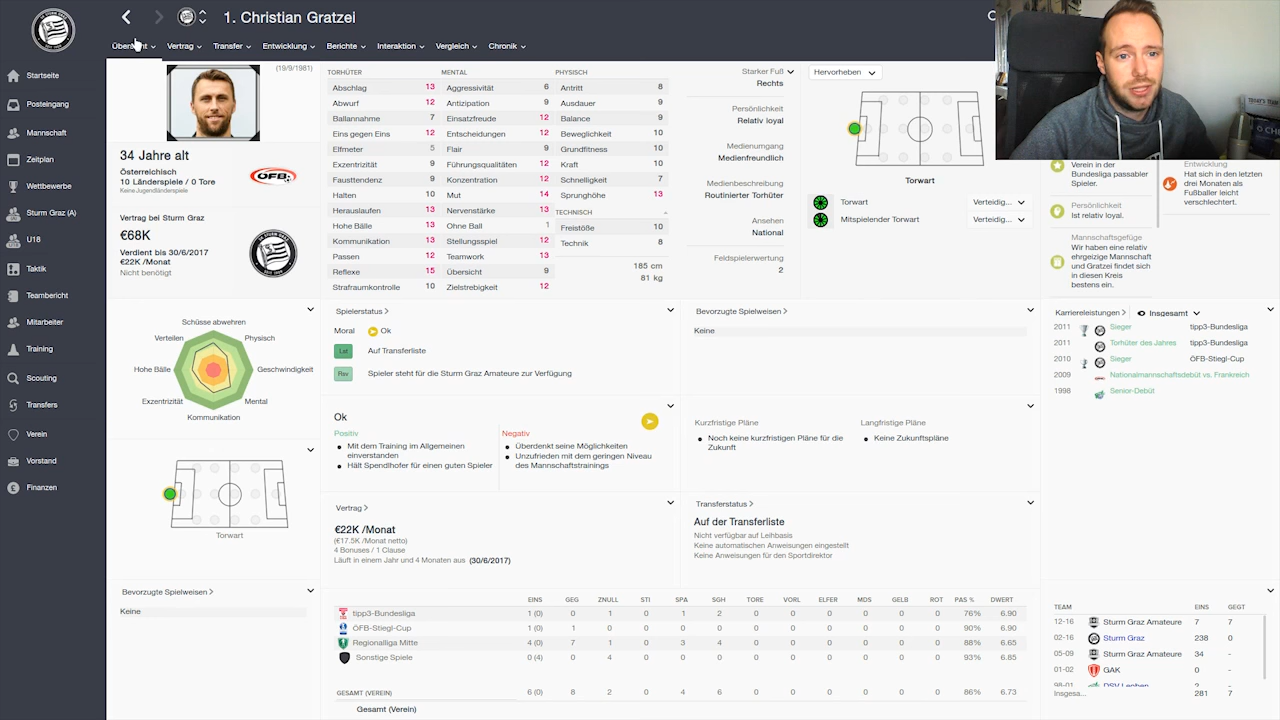 1. Christian Gratzei
Vertrag
Transfer
Entwicklung
Berichte
Interaktion
Vergleich
Chronik
Startseite
Posteingang
Mannschaft
Zeitplan
Wettbewerbe
Sturm Graz (A)
U18
Taktik
Teambericht
Mitarbeiter
Training
Scouting
Transfers
Verein
Vorstand
Finanzen
(19/9/1981)
34 Jahre alt
Österreichisch
10 Länderspiele / 0 Tore
Keine Jugendländerspiele
ÖFB
Vertrag bei Sturm Graz
€68K
Verdient bis 30/6/2017
€22K /Monat
Nicht benötigt
TORHÜTER
Abschlag 13
Abwurf 12
Ballannahme 7
Eins gegen Eins 12
Elfmeter 5
Exzentrizität 9
Fausttendenz 9
Halten 10
Herauslaufen 13
Hohe Bälle 13
Kommunikation 13
Passen 12
Reflexe 15
Strafraumkontrolle 10
MENTAL
Aggressivität 6
Antizipation 9
Einsatzfreude 12
Entscheidungen 12
Flair 9
Führungsqualitäten 12
Konzentration 12
Mut 14
Nervenstärke 13
Ohne Ball 1
Stellungsspiel 12
Teamwork 13
Übersicht 9
Zielstrebigkeit 12
PHYSISCH
Antritt 8
Ausdauer 9
Balance 9
Beweglichkeit 10
Grundfitness 10
Kraft 10
Schnelligkeit 7
Sprunghöhe 13
TECHNISCH
Freistöße 10
Technik 8
185 cm
81 kg
Starker Fuß
Rechts
Persönlichkeit
Relativ loyal
Medienumgang
Medienfreundlich
Medienbeschreibung
Routinierter Torhüter
Ansehen
National
Feldspielerwertung
2
Hervorheben
Torwart
Torwart Verteidig...
Mitspielender Torwart Verteidig...
Verein in der
Bundesliga passabler
Spieler.
Persönlichkeit
Ist relativ loyal.
Mannschaftsgefüge
Wir haben eine relativ
ehrgeizige Mannschaft
und Gratzei findet sich
in diesen Kreis
bestens ein.
Entwicklung
Hat sich in den letzten
drei Monaten als
Fußballer leicht
verschlechtert.
Schüsse abwehren
Verteilen
Physisch
Hohe Bälle
Geschwindigkeit
Exzentrizität
Mental
Kommunikation
Torwart
Bevorzugte Spielweisen >
Keine
Spielerstatus >
Moral Ok
Lst Auf Transferliste
Rsv Spieler steht für die Sturm Graz Amateure zur Verfügung
Bevorzugte Spielweisen >
Keine
Ok
Positiv
Mit dem Training im Allgemeinen
einverstanden
Hält Spendlhofer für einen guten Spieler
Negativ
Überdenkt seine Möglichkeiten
Unzufrieden mit dem geringen Niveau
des Mannschaftstrainings
Kurzfristige Pläne
Noch keine kurzfristigen Pläne für die
Zukunft
Langfristige Pläne
Keine Zukunftspläne
Vertrag >
€22K /Monat
(€17.5K /Monat netto)
4 Bonuses / 1 Clause
Läuft in einem Jahr und 4 Monaten aus (30/6/2017)
Transferstatus >
Auf der Transferliste
Nicht verfügbar auf Leihbasis
Keine automatischen Anweisungen eingestellt
Keine Anweisungen für den Sportdirektor
Karriereleistungen > Insgesamt
2011 Sieger tipp3-Bundesliga
2011 Torhüter des Jahres tipp3-Bundesliga
2010 Sieger ÖFB-Stiegl-Cup
2009 Nationalmannschaftsdebüt vs. Frankreich
1998 Senior-Debüt
EINS GEG ZNULL STI SPA SGH TORE VORL ELFER MDS GELB ROT PAS % DWERT
tipp3-Bundesliga 1 (0) 0 1 0 1 2 0 0 0 0 0 0 76% 6.90
ÖFB-Stiegl-Cup 1 (0) 1 0 0 0 0 0 0 0 0 0 0 90% 6.90
Regionalliga Mitte 4 (0) 7 1 0 3 4 0 0 0 0 0 0 88% 6.65
Sonstige Spiele 0 (4) 0 4 0 0 0 0 0 0 0 0 0 93% 6.85
GESAMT (VEREIN) 6 (0) 8 2 0 4 6 0 0 0 0 0 0 86% 6.73
Gesamt (Verein)
TEAM EINS GEGT
12-16 Sturm Graz Amateure 7 7
02-16 Sturm Graz 238 0
05-09 Sturm Graz Amateure 34 -
01-02 GAK 0 -
98-01 DSV Leoben 2 -
Insgesa... 281 7